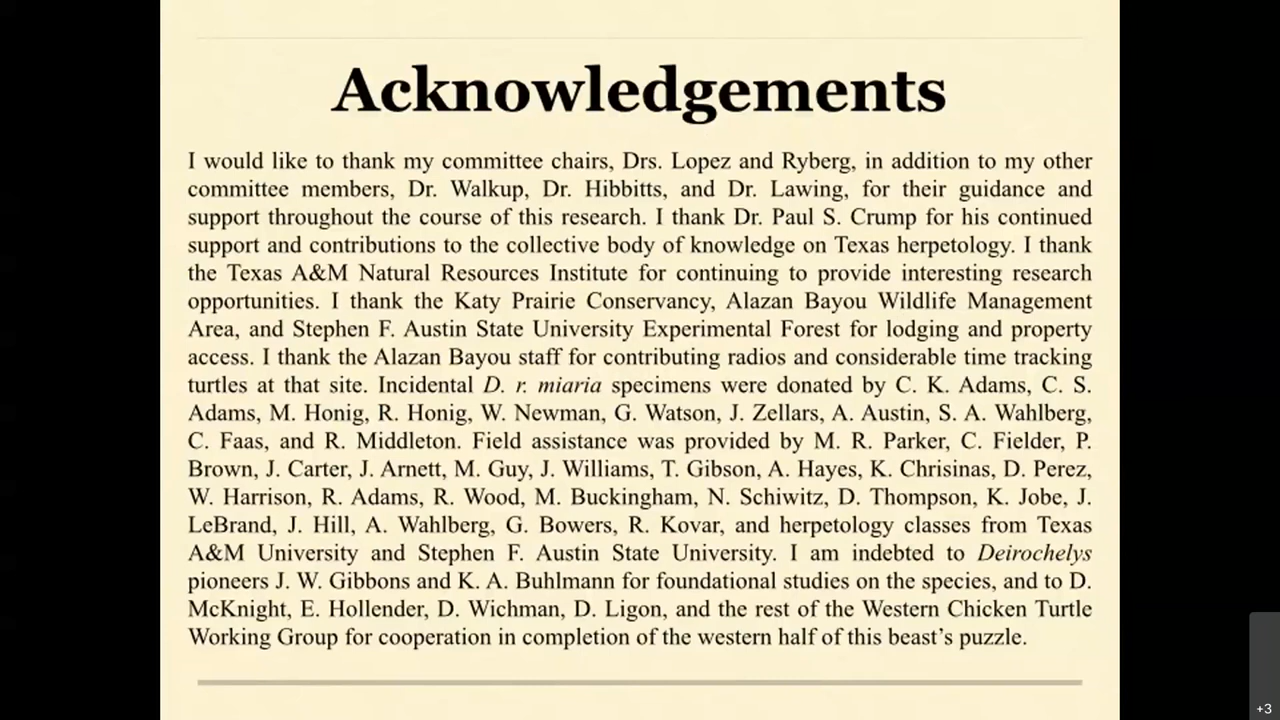 Acknowledgements
I would like to thank my committee chairs, Drs. Lopez and Ryberg, in addition to my other
committee members, Dr. Walkup, Dr. Hibbitts, and Dr. Lawing, for their guidance and
support throughout the course of this research. I thank Dr. Paul S. Crump for his continued
support and contributions to the collective body of knowledge on Texas herpetology. I thank
the Texas A&M Natural Resources Institute for continuing to provide interesting research
opportunities. I thank the Katy Prairie Conservancy, Alazan Bayou Wildlife Management
Area, and Stephen F. Austin State University Experimental Forest for lodging and property
access. I thank the Alazan Bayou staff for contributing radios and considerable time tracking
turtles at that site. Incidental D. r. miaria specimens were donated by C. K. Adams, C. S.
Adams, M. Honig, R. Honig, W. Newman, G. Watson, J. Zellars, A. Austin, S. A. Wahlberg,
C. Faas, and R. Middleton. Field assistance was provided by M. R. Parker, C. Fielder, P.
Brown, J. Carter, J. Arnett, M. Guy, J. Williams, T. Gibson, A. Hayes, K. Chrisinas, D. Perez,
W. Harrison, R. Adams, R. Wood, M. Buckingham, N. Schiwitz, D. Thompson, K. Jobe, J.
LeBrand, J. Hill, A. Wahlberg, G. Bowers, R. Kovar, and herpetology classes from Texas
A&M University and Stephen F. Austin State University. I am indebted to Deirochelys
pioneers J. W. Gibbons and K. A. Buhlmann for foundational studies on the species, and to D.
McKnight, E. Hollender, D. Wichman, D. Ligon, and the rest of the Western Chicken Turtle
Working Group for cooperation in completion of the western half of this beast’s puzzle.
+3